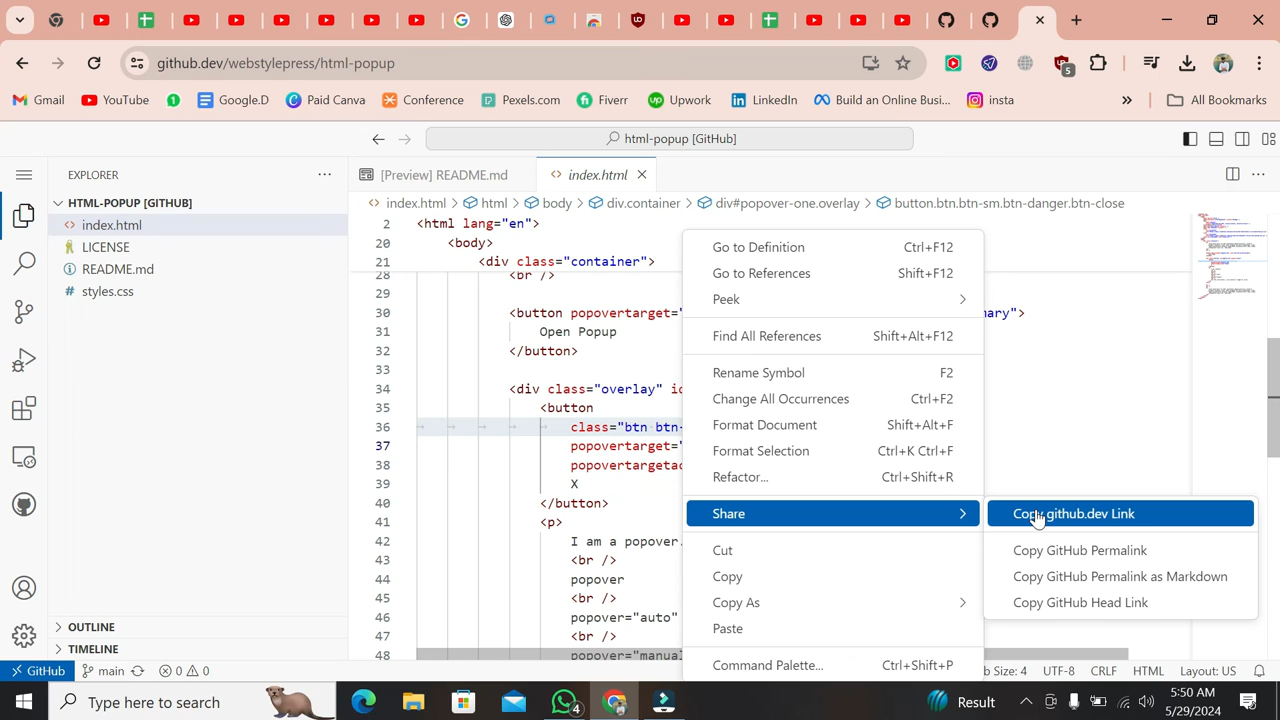 github.dev/webstylepress/html-popup
5
Gmail
YouTube
Google.D
Paid Canva
Conference
Pexels.com
Fiverr
Upwork
LinkedIn
Build an Online Busi...
insta
All Bookmarks
html-popup [GitHub]
EXPLORER
[Preview] README.md
index.html
HTML-POPUP [GITHUB]
index.html
LICENSE
README.md
styles.css
index.html
html
body
div.container
div#popover-one.overlay
button.btn.btn-sm.btn-danger.btn-close
2 <html lang="en">
20 <body>
21 <div class="container">
28 <br />
29
30 <button popovertarget=" nary">
31 Open Popup
32 </button>
33
34 <div class="overlay" id
35 <button
36 class="btn btn-
37 popovertarget="
38 popovertargetac
39 X
40 </button>
41 <p>
42 I am a popover.
43 <br />
44 popover
45 <br />
46 popover="auto"
47 <br />
48 popover="manual
Go to Definition Ctrl+F12
Go to References Shift+F12
Peek
Find All References Shift+Alt+F12
Rename Symbol F2
Change All Occurrences Ctrl+F2
Format Document Shift+Alt+F
Format Selection Ctrl+K Ctrl+F
Refactor... Ctrl+Shift+R
Share
Cut
Copy
Copy As
Paste
Command Palette... Ctrl+Shift+P
Copy github.dev Link
Copy GitHub Permalink
Copy GitHub Permalink as Markdown
Copy GitHub Head Link
OUTLINE
TIMELINE
GitHub
main
0
0
b Size: 4
UTF-8
CRLF
HTML
Layout: US
Type here to search
4
Result
5:50 AM
5/29/2024